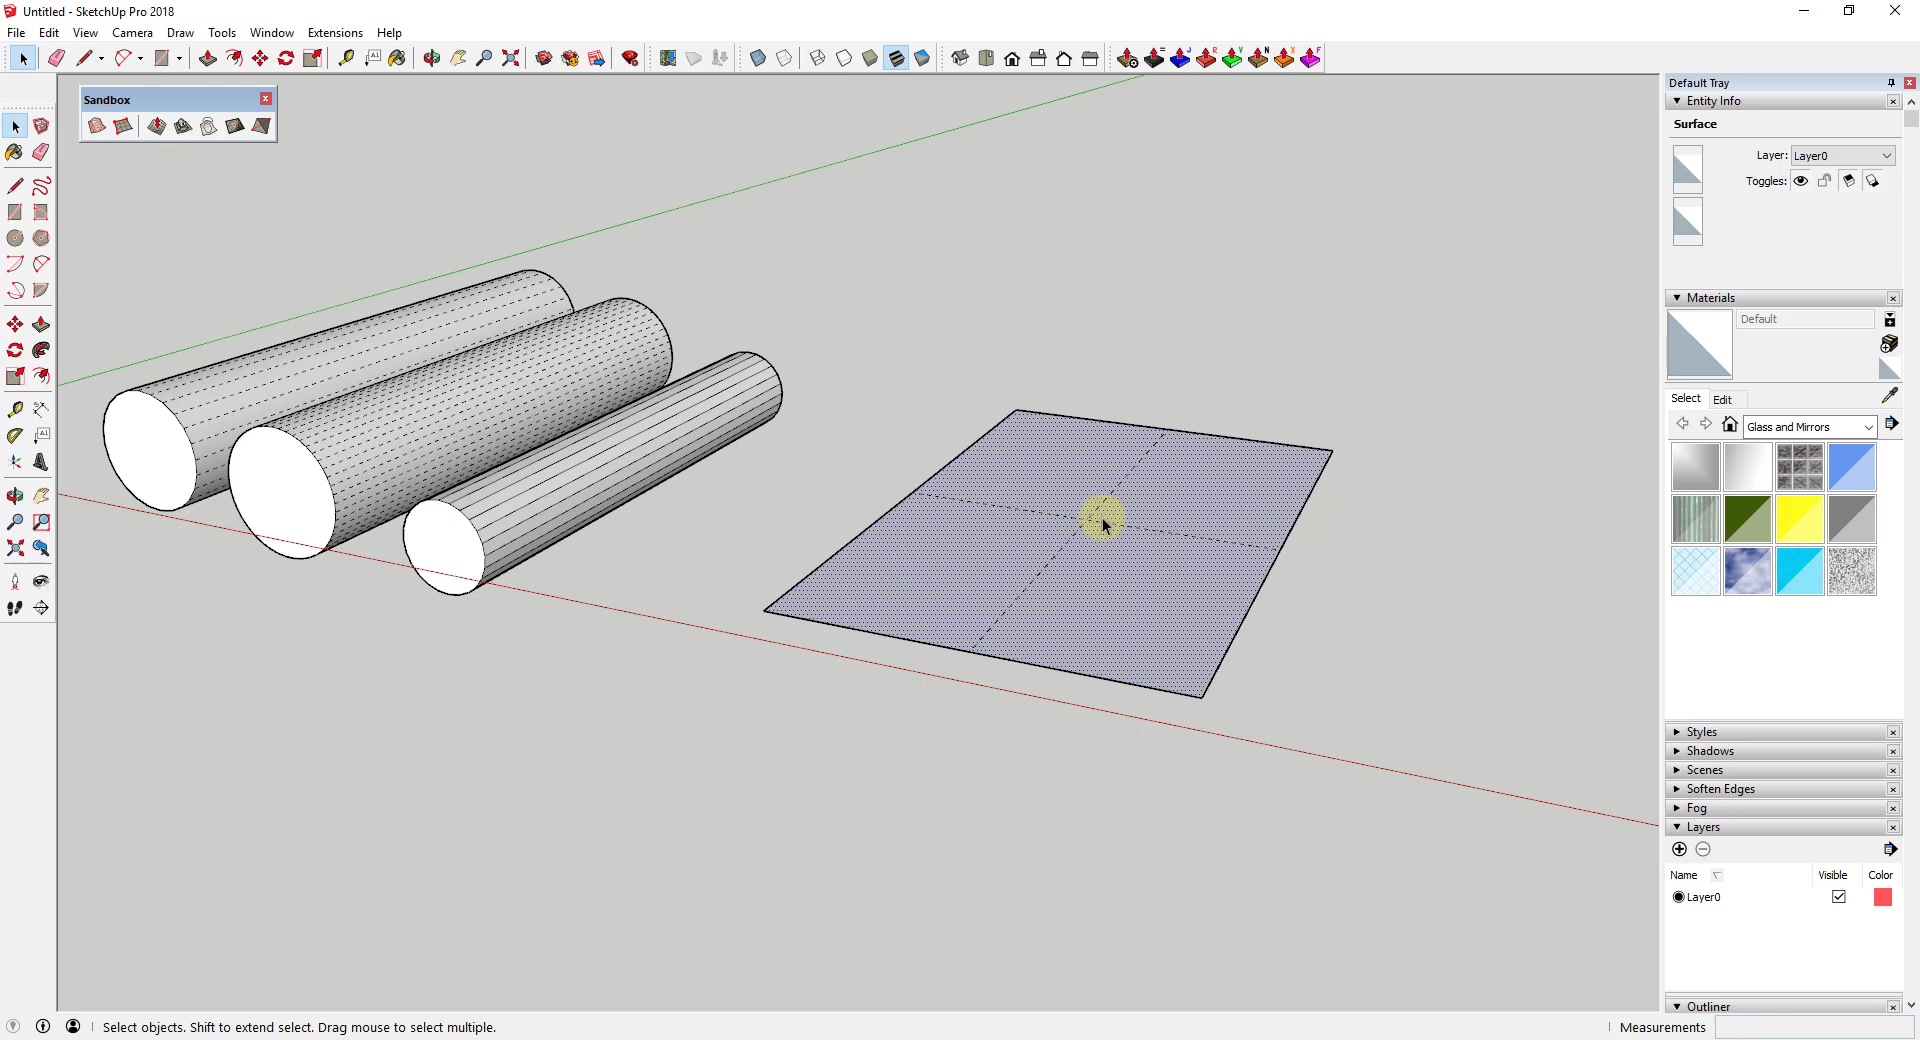 Untitled - SketchUp Pro 2018
File Edit View Camera Draw Tools Window Extensions Help
Default Tray
Sandbox
Entity Info
Surface
Layer: Layer0
Toggles:
Materials
Default
Select Edit
Glass and Mirrors
Styles
Shadows
Scenes
Soften Edges
Fog
Layers
Name Visible Color
Layer0
Outliner
Select objects. Shift to extend select. Drag mouse to select multiple.
Measurements